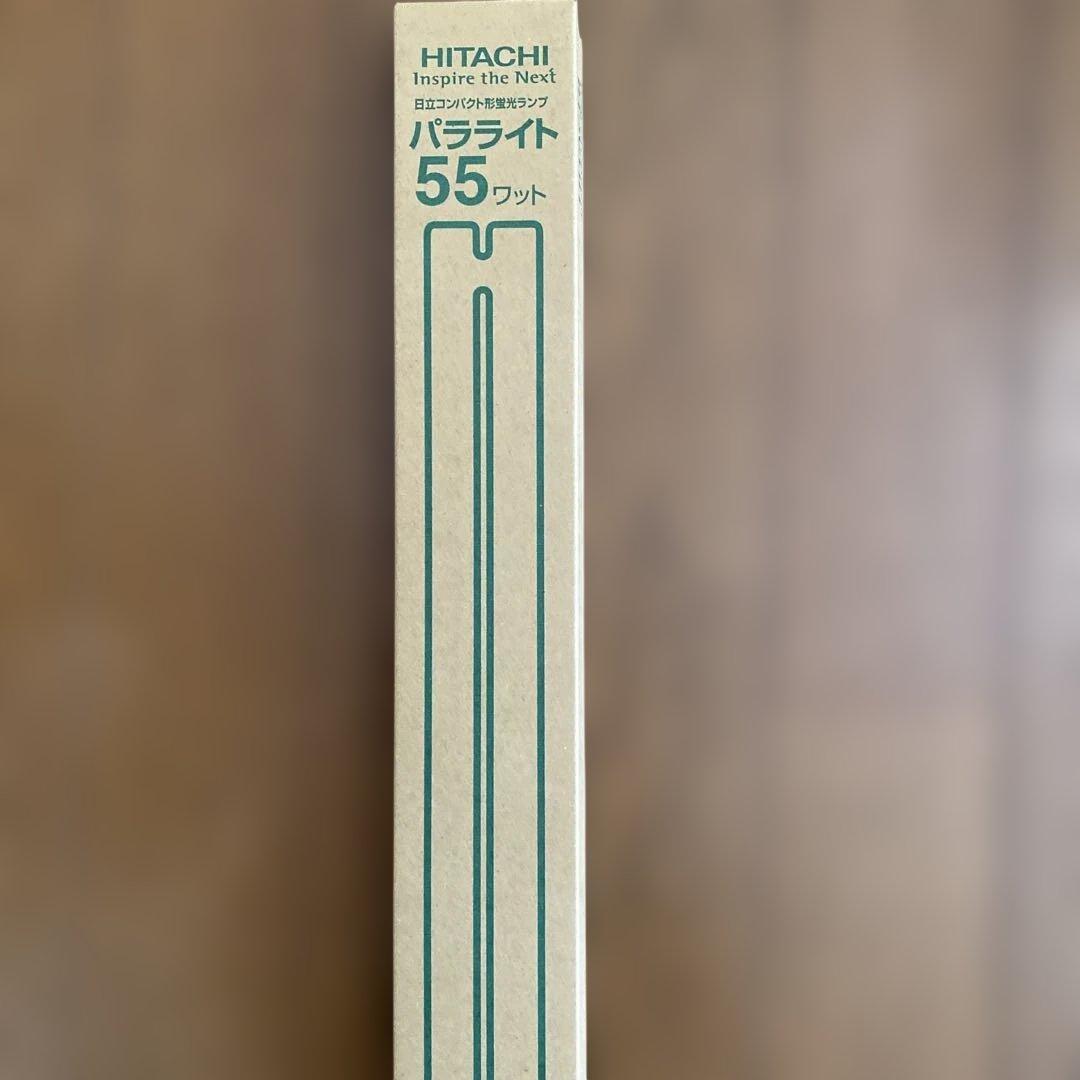 HITACHI
Inspire the Next
日立コンパクト形蛍光ランプ
パラライト
55ワット